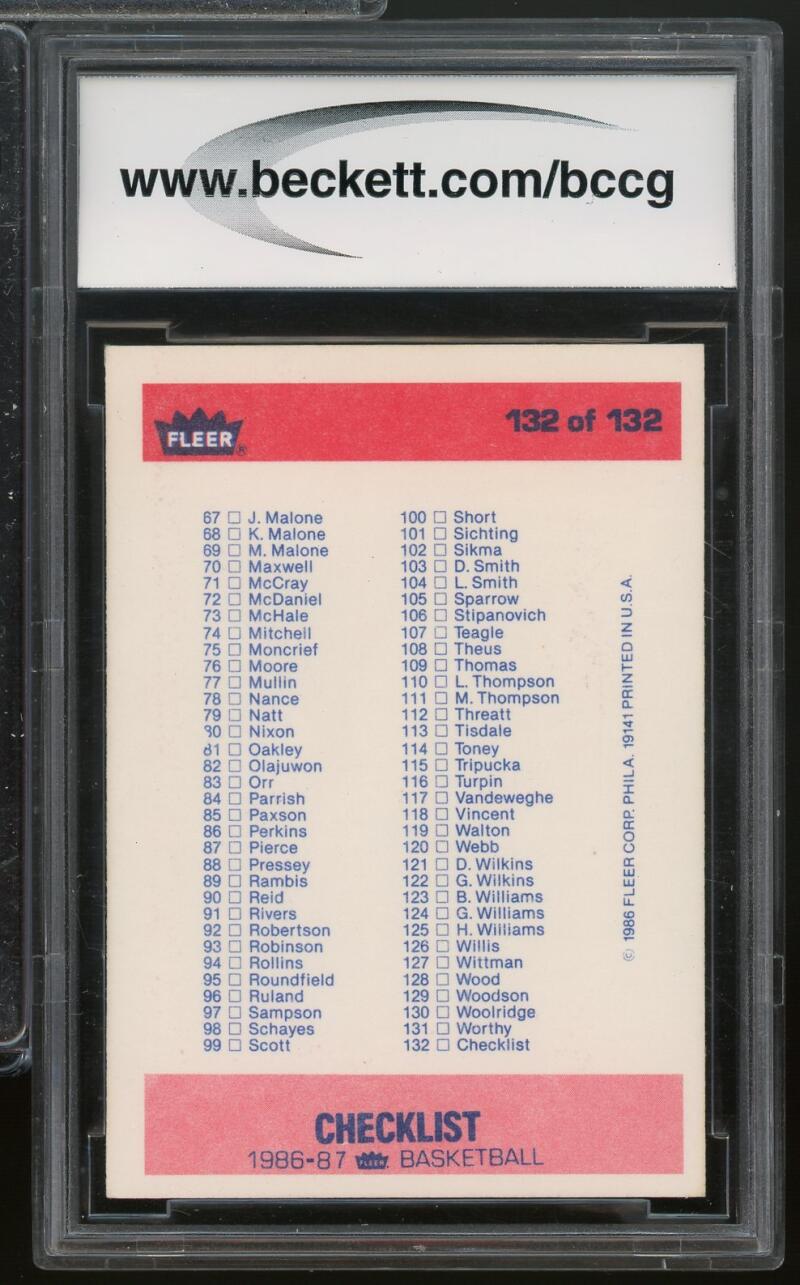 www.beckett.com/bccg
FLEER®
132 of 132
67 □ J. Malone
68 □ K. Malone
69 □ M. Malone
70 □ Maxwell
71 □ McCray
72 □ McDaniel
73 □ McHale
74 □ Mitchell
75 □ Moncrief
76 □ Moore
77 □ Mullin
78 □ Nance
79 □ Natt
80 □ Nixon
81 □ Oakley
82 □ Olajuwon
83 □ Orr
84 □ Parrish
85 □ Paxson
86 □ Perkins
87 □ Pierce
88 □ Pressey
89 □ Rambis
90 □ Reid
91 □ Rivers
92 □ Robertson
93 □ Robinson
94 □ Rollins
95 □ Roundfield
96 □ Ruland
97 □ Sampson
98 □ Schayes
99 □ Scott
100 □ Short
101 □ Sichting
102 □ Sikma
103 □ D. Smith
104 □ L. Smith
105 □ Sparrow
106 □ Stipanovich
107 □ Teagle
108 □ Theus
109 □ Thomas
110 □ L. Thompson
111 □ M. Thompson
112 □ Threatt
113 □ Tisdale
114 □ Toney
115 □ Tripucka
116 □ Turpin
117 □ Vandeweghe
118 □ Vincent
119 □ Walton
120 □ Webb
121 □ D. Wilkins
122 □ G. Wilkins
123 □ B. Williams
124 □ G. Williams
125 □ H. Williams
126 □ Willis
127 □ Wittman
128 □ Wood
129 □ Woodson
130 □ Woolridge
131 □ Worthy
132 □ Checklist
© 1986 FLEER CORP. PHILA. 19141 PRINTED IN U.S.A.
CHECKLIST
1986-87 FLEER BASKETBALL